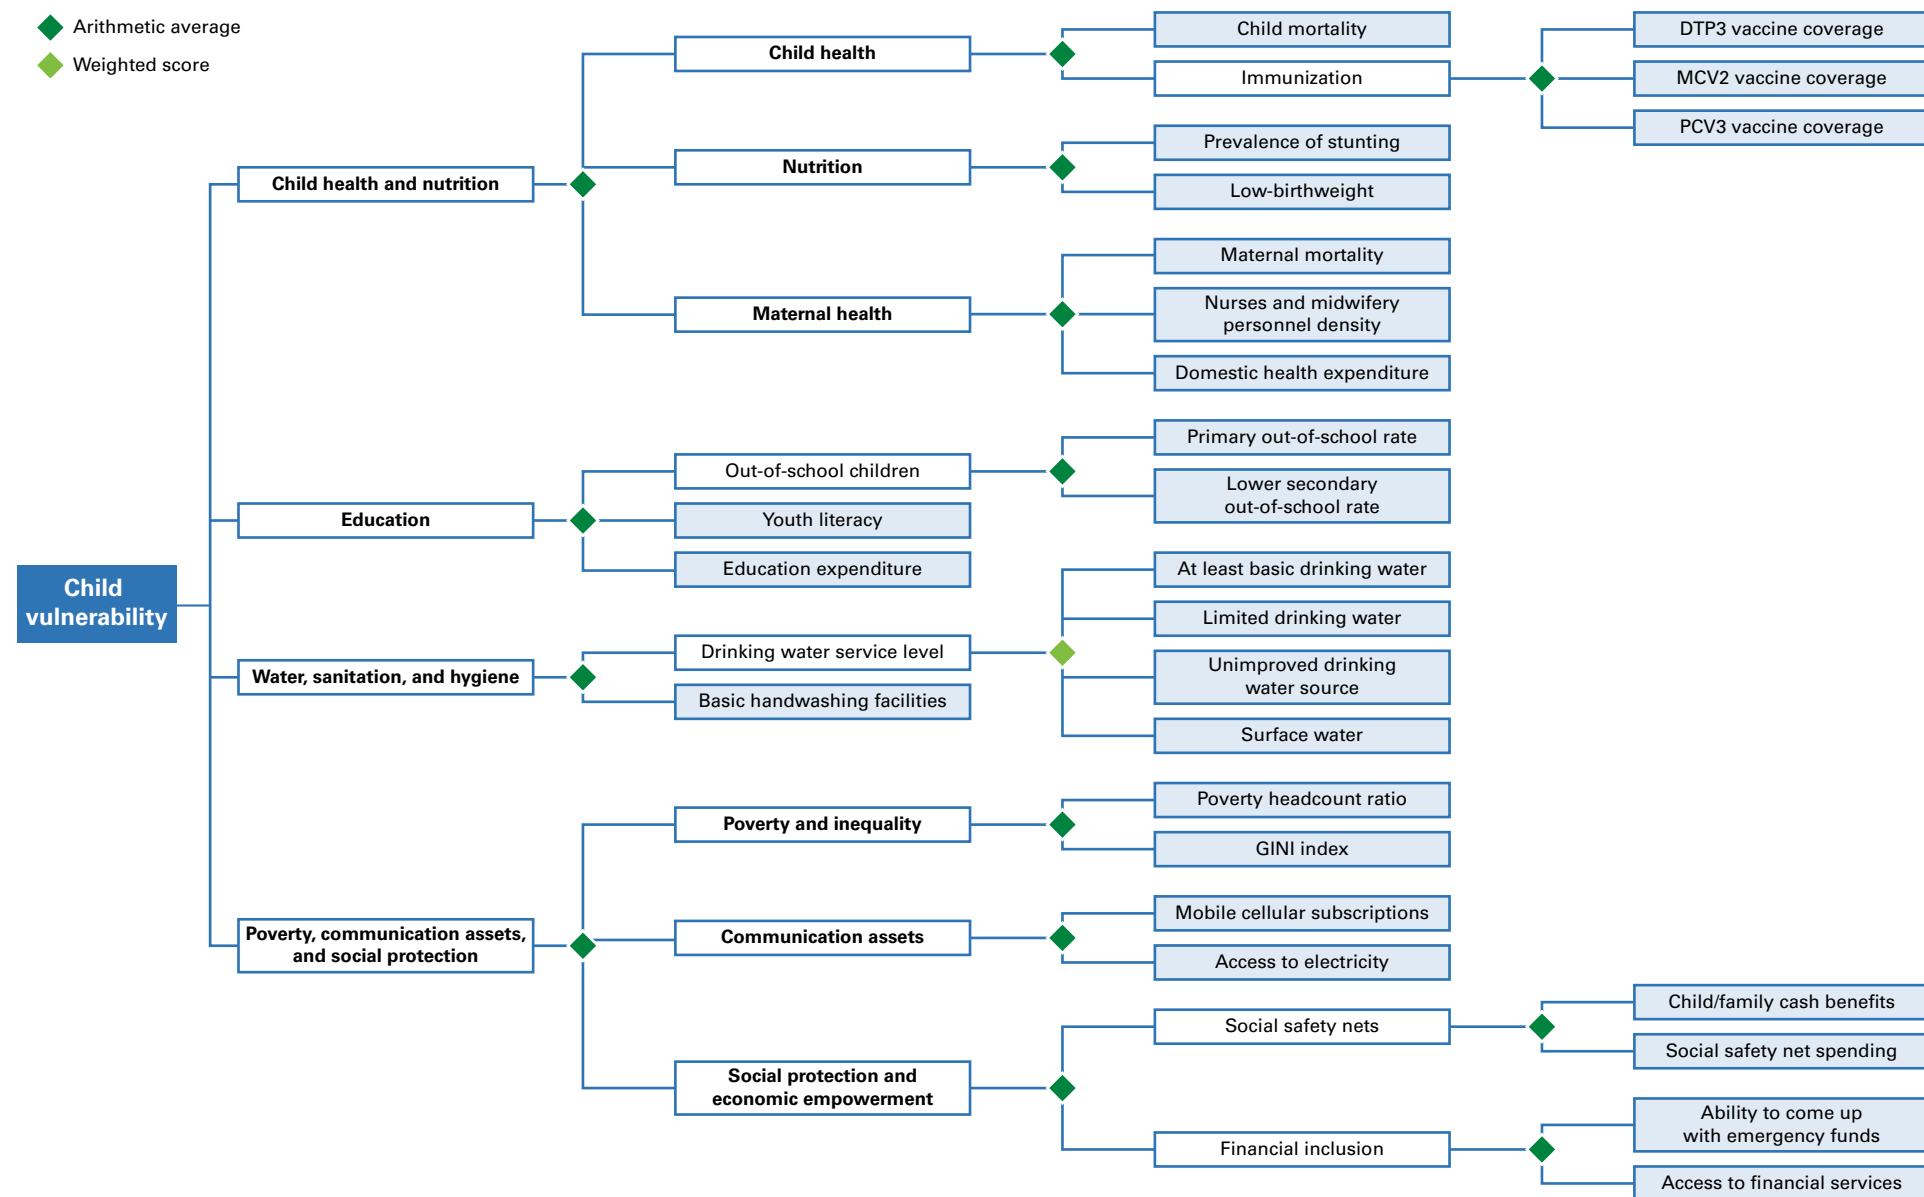 Arithmetic average
Weighted score
Child
vulnerability
Child health and nutrition
Education
Water, sanitation, and hygiene
Poverty, communication assets,
and social protection
Child health
Nutrition
Maternal health
Out-of-school children
Youth literacy
Education expenditure
Drinking water service level
Basic handwashing facilities
Poverty and inequality
Communication assets
Social protection and
economic empowerment
Child mortality
Immunization
Prevalence of stunting
Low-birthweight
Maternal mortality
Nurses and midwifery
personnel density
Domestic health expenditure
Primary out-of-school rate
Lower secondary
out-of-school rate
At least basic drinking water
Limited drinking water
Unimproved drinking
water source
Surface water
Poverty headcount ratio
GINI index
Mobile cellular subscriptions
Access to electricity
Social safety nets
Financial inclusion
DTP3 vaccine coverage
MCV2 vaccine coverage
PCV3 vaccine coverage
Child/family cash benefits
Social safety net spending
Ability to come up
with emergency funds
Access to financial services